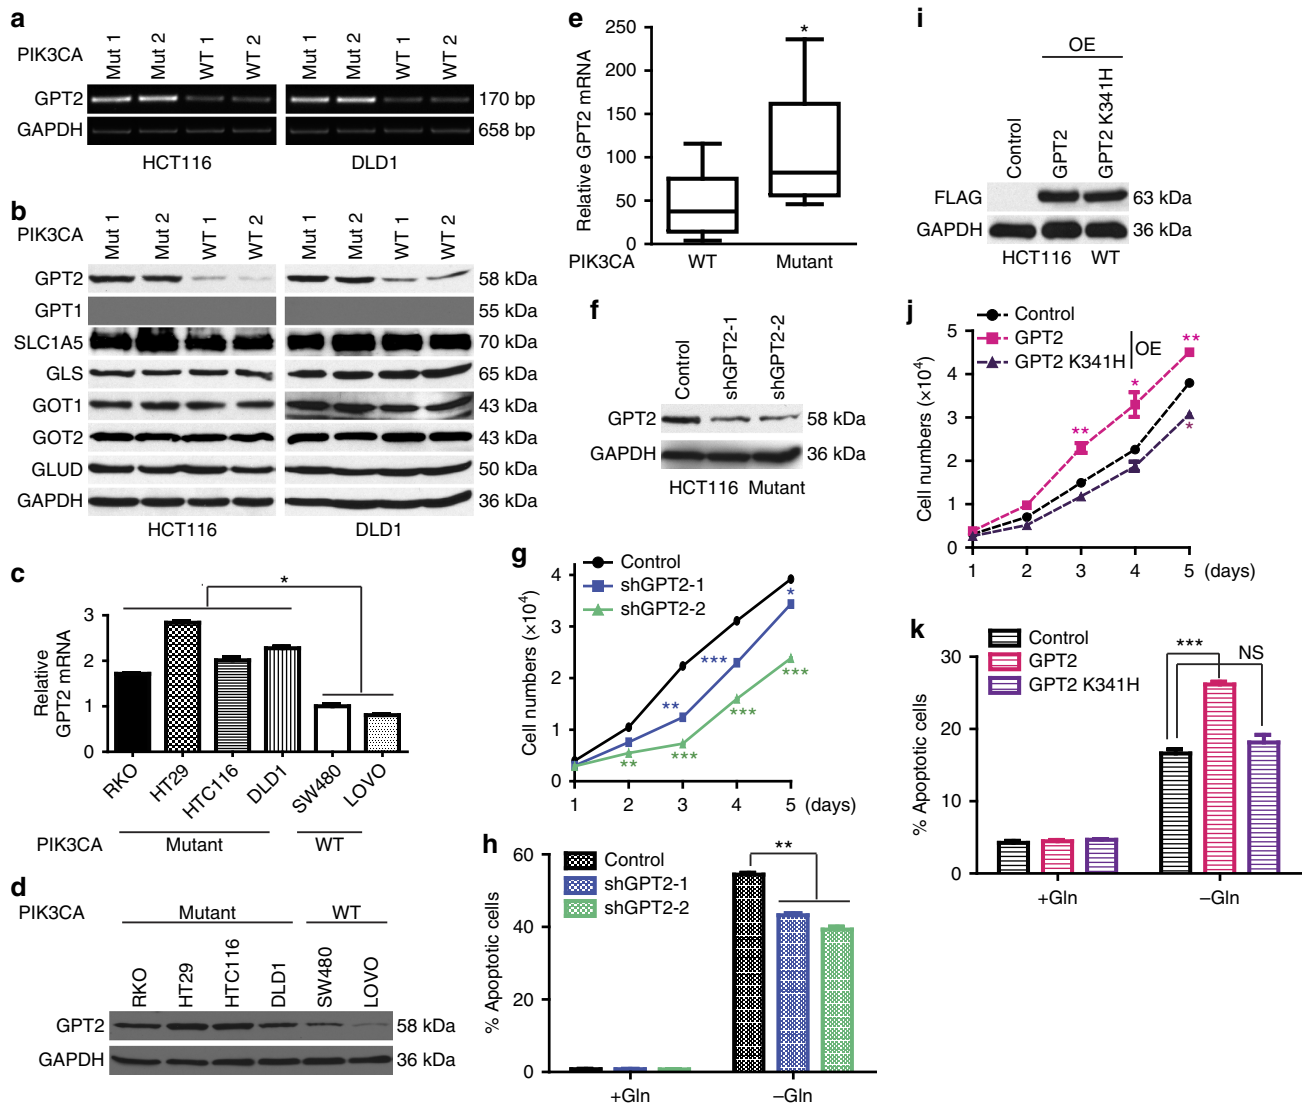 a
PIK3CA
Mut 1
Mut 2
WT 1
WT 2
Mut 1
Mut 2
WT 1
WT 2
GPT2
170 bp
GAPDH
658 bp
HCT116
DLD1
b
PIK3CA
Mut 1
Mut 2
WT 1
WT 2
Mut 1
Mut 2
WT 1
WT 2
GPT2
58 kDa
GPT1
55 kDa
SLC1A5
70 kDa
GLS
65 kDa
GOT1
43 kDa
GOT2
43 kDa
GLUD
50 kDa
GAPDH
36 kDa
HCT116
DLD1
c
*
Relative
GPT2 mRNA
3
2
1
0
RKO
HT29
HTC116
DLD1
SW480
LOVO
PIK3CA
Mutant
WT
d
PIK3CA
Mutant
WT
RKO
HT29
HTC116
DLD1
SW480
LOVO
GPT2
58 kDa
GAPDH
36 kDa
e
Relative GPT2 mRNA
250
200
150
100
50
0
*
PIK3CA
WT
Mutant
f
Control
shGPT2-1
shGPT2-2
GPT2
58 kDa
GAPDH
36 kDa
HCT116 Mutant
g
Control
shGPT2-1
shGPT2-2
Cell numbers (×10⁴)
4
3
2
1
0
**
***
**
***
***
*
***
1 2 3 4 5 (days)
h
Control
shGPT2-1
shGPT2-2
**
% Apoptotic cells
60
40
20
0
+Gln
–Gln
i
OE
Control
GPT2
GPT2 K341H
FLAG
63 kDa
GAPDH
36 kDa
HCT116 WT
j
Control
GPT2
GPT2 K341H
OE
Cell numbers (×10⁴)
5
4
3
2
1
0
**
*
**
*
1 2 3 4 5 (days)
k
Control
GPT2
GPT2 K341H
***
NS
% Apoptotic cells
30
20
10
0
+Gln
–Gln